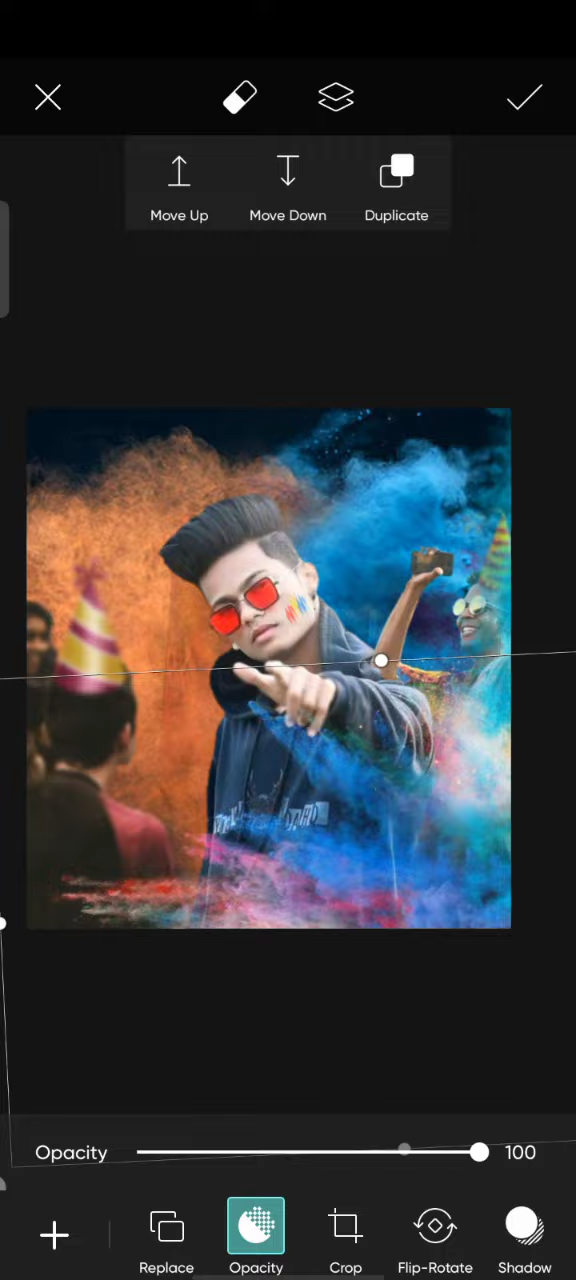 Move Up
Move Down
Duplicate
Opacity
100
Replace
Opacity
Crop
Flip-Rotate
Shadow